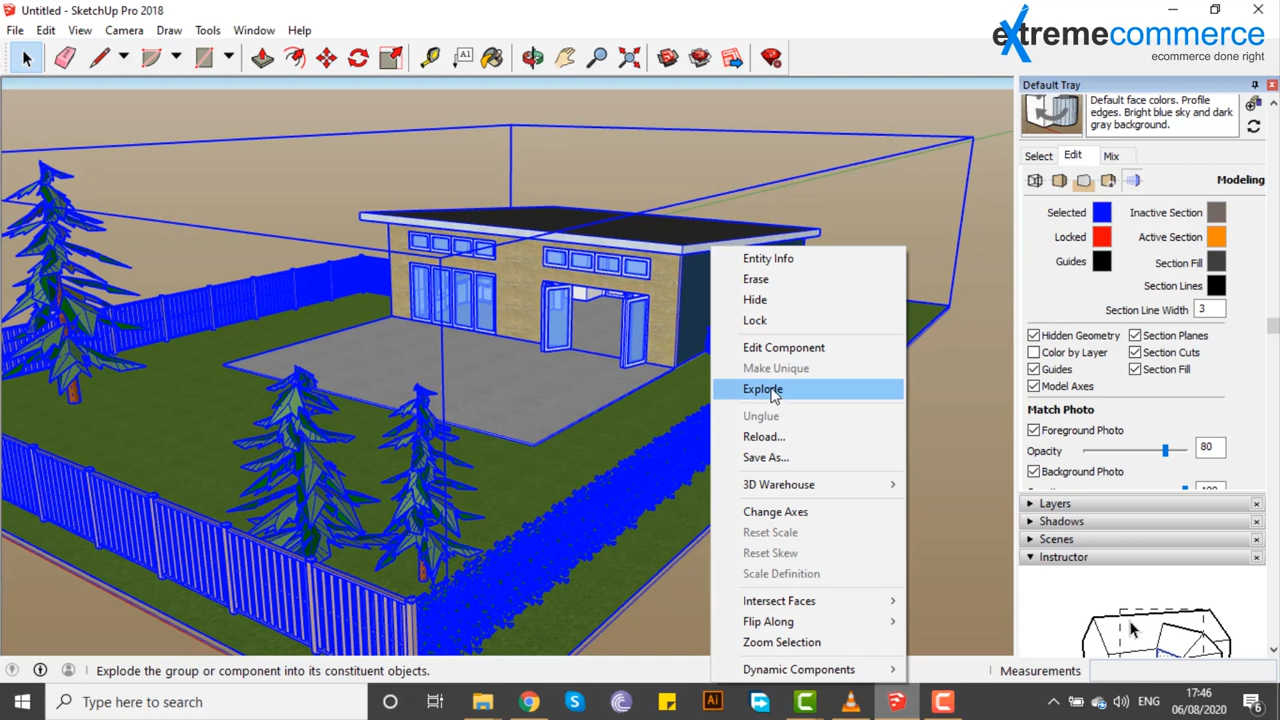 Untitled - SketchUp Pro 2018
File Edit View Camera Draw Tools Window Help
extremecommerce
ecommerce done right
A1
Default Tray
Default face colors. Profile
edges. Bright blue sky and dark
gray background.
Select Edit Mix
Modeling
Selected Inactive Section
Locked Active Section
Guides Section Fill
Section Lines
Section Line Width 3
Hidden Geometry Section Planes
Color by Layer Section Cuts
Guides Section Fill
Model Axes
Match Photo
Foreground Photo
Opacity 80
Background Photo
Layers
Shadows
Scenes
Instructor
Entity Info
Erase
Hide
Lock
Edit Component
Make Unique
Explode
Unglue
Reload...
Save As...
3D Warehouse
Change Axes
Reset Scale
Reset Skew
Scale Definition
Intersect Faces
Flip Along
Zoom Selection
Dynamic Components
Explode the group or component into its constituent objects.
Measurements
Type here to search
Ai
ENG
17:46
06/08/2020
6